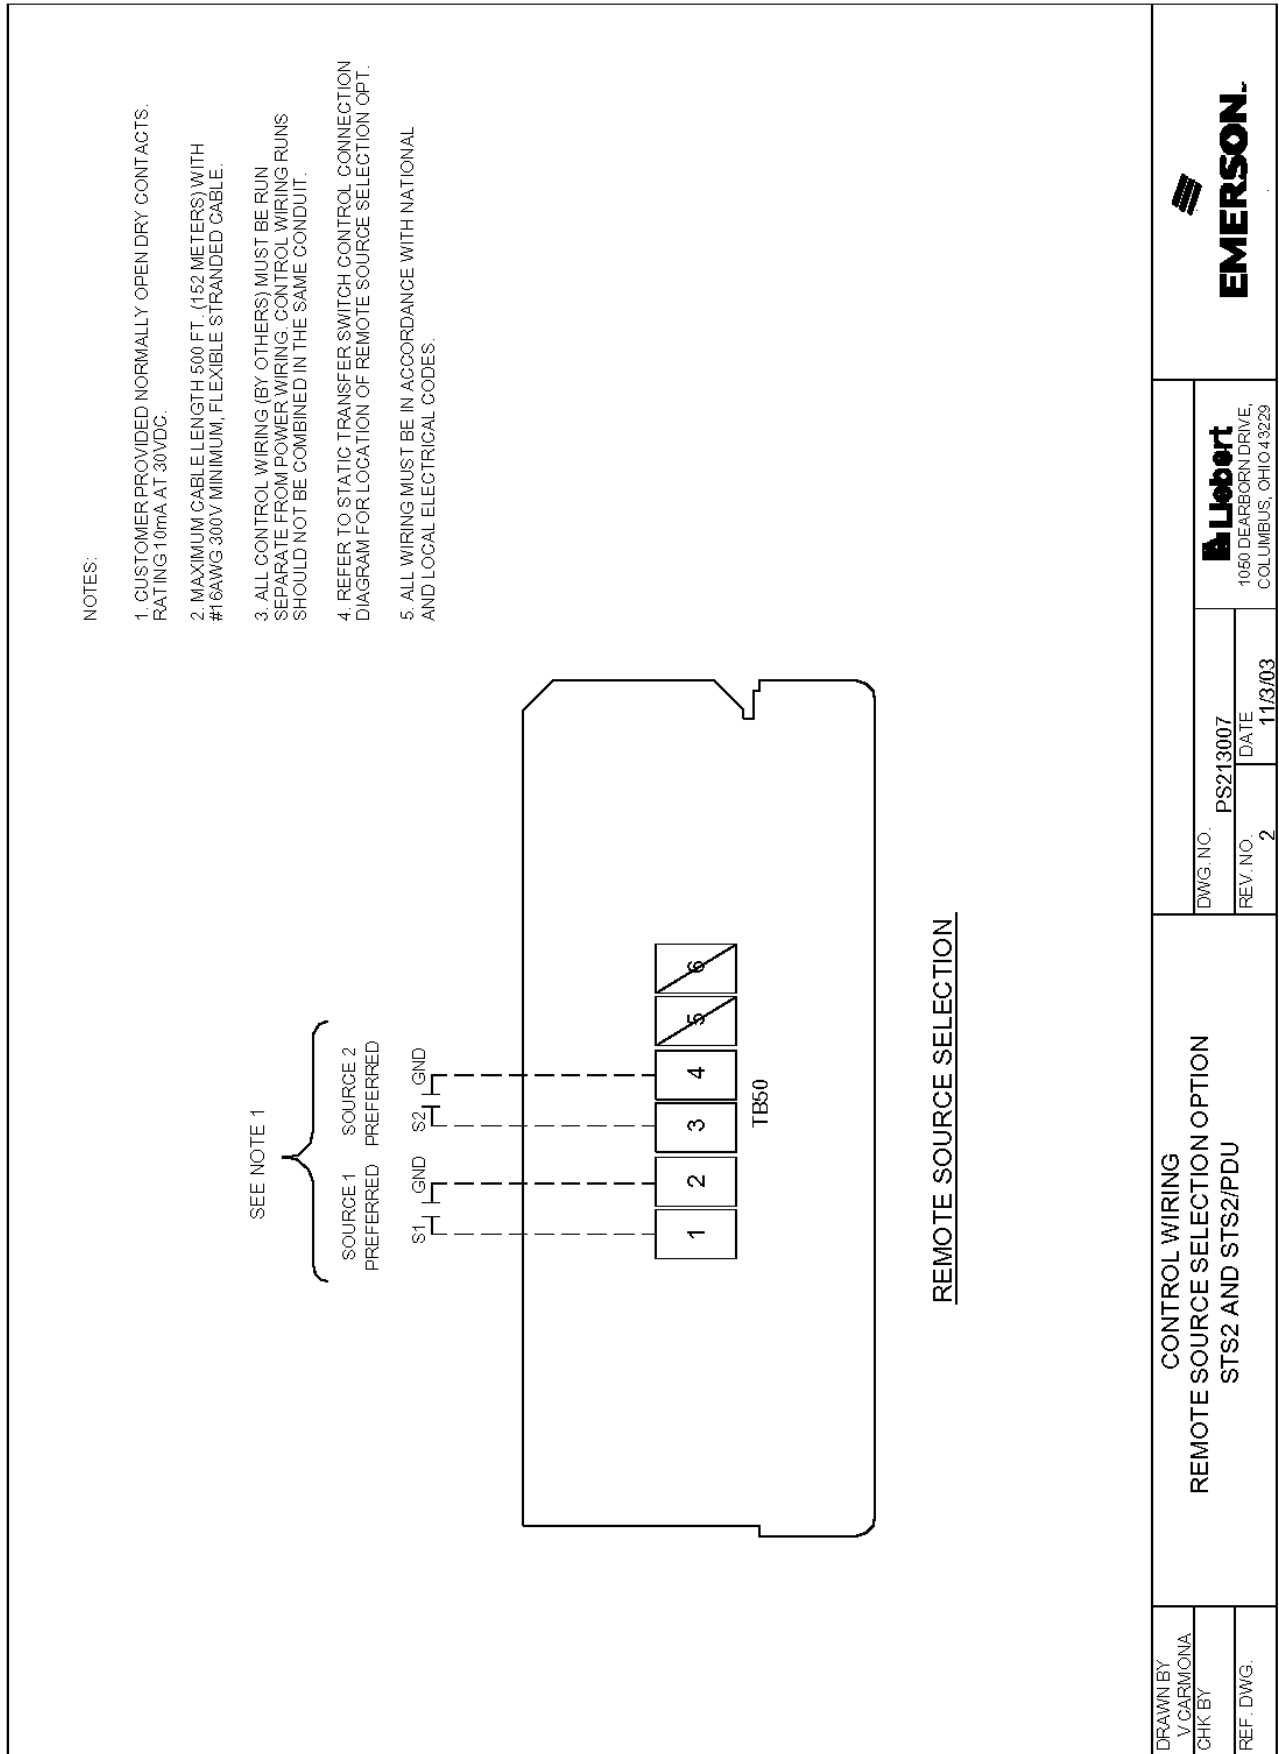 NOTES:
1. CUSTOMER PROVIDED NORMALLY OPEN DRY CONTACTS.
RATING 10mA AT 30VDC.
2. MAXIMUM CABLE LENGTH 500 FT. (152 METERS) WITH
#16AWG 300V MINIMUM, FLEXIBLE STRANDED CABLE.
3. ALL CONTROL WIRING (BY OTHERS) MUST BE RUN
SEPARATE FROM POWER WIRING. CONTROL WIRING RUNS
SHOULD NOT BE COMBINED IN THE SAME CONDUIT.
4. REFER TO STATIC TRANSFER SWITCH CONTROL CONNECTION
DIAGRAM FOR LOCATION OF REMOTE SOURCE SELECTION OPT.
5. ALL WIRING MUST BE IN ACCORDANCE WITH NATIONAL
AND LOCAL ELECTRICAL CODES.
SEE NOTE 1
SOURCE 1
PREFERRED
SOURCE 2
PREFERRED
S1 GND S2 GND
1 2 3 4 5 6
TB50
REMOTE SOURCE SELECTION
DRAWN BY
V CARMONA
CHK BY
REF. DWG.
CONTROL WIRING
REMOTE SOURCE SELECTION OPTION
STS2 AND STS2/PDU
DWG. NO.
PS213007
REV. NO.
2
DATE
11/3/03
Liebert
1050 DEARBORN DRIVE,
COLUMBUS, OHIO 43229
EMERSON™